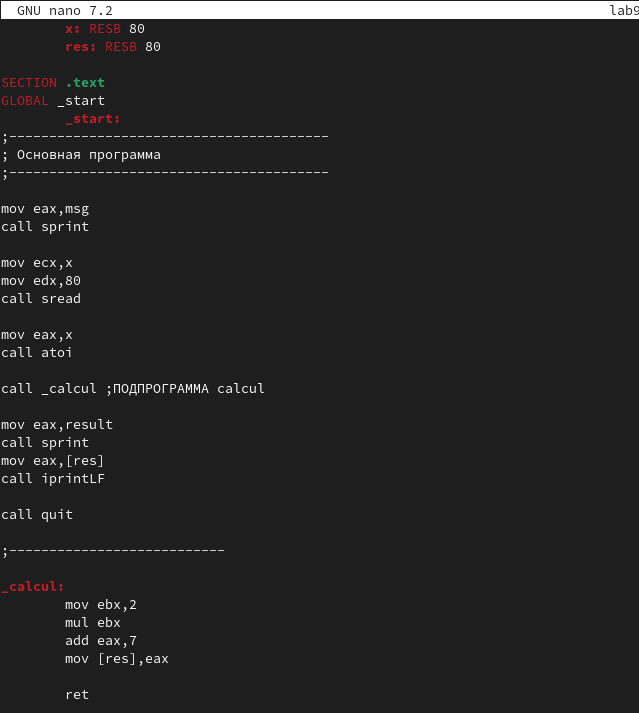 GNU nano 7.2 lab9
x: RESB 80
res: RESB 80
SECTION .text
GLOBAL _start
_start:
;----------------------------------------
; Основная программа
;----------------------------------------
mov eax,msg
call sprint
mov ecx,x
mov edx,80
call sread
mov eax,x
call atoi
call _calcul ;ПОДПРОГРАММА calcul
mov eax,result
call sprint
mov eax,[res]
call iprintLF
call quit
;---------------------------
_calcul:
mov ebx,2
mul ebx
add eax,7
mov [res],eax
ret